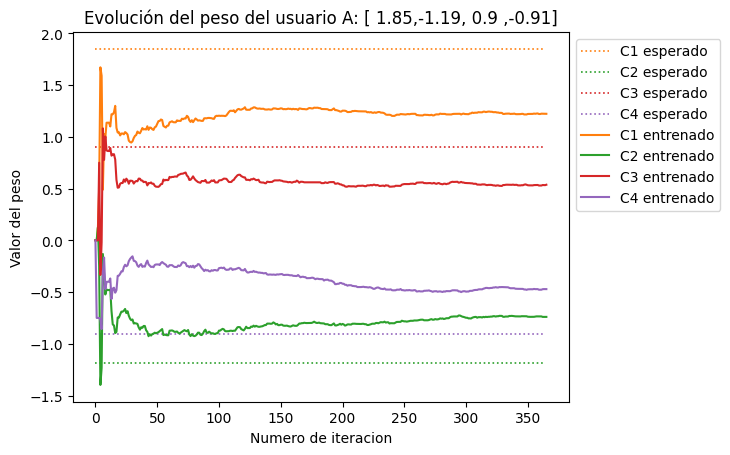 Evolución del peso del usuario A: [ 1.85,-1.19, 0.9 ,-0.91]
Valor del peso
2.0
1.5
1.0
0.5
0.0
−0.5
−1.0
−1.5
0 50 100 150 200 250 300 350
Numero de iteracion
C1 esperado
C2 esperado
C3 esperado
C4 esperado
C1 entrenado
C2 entrenado
C3 entrenado
C4 entrenado